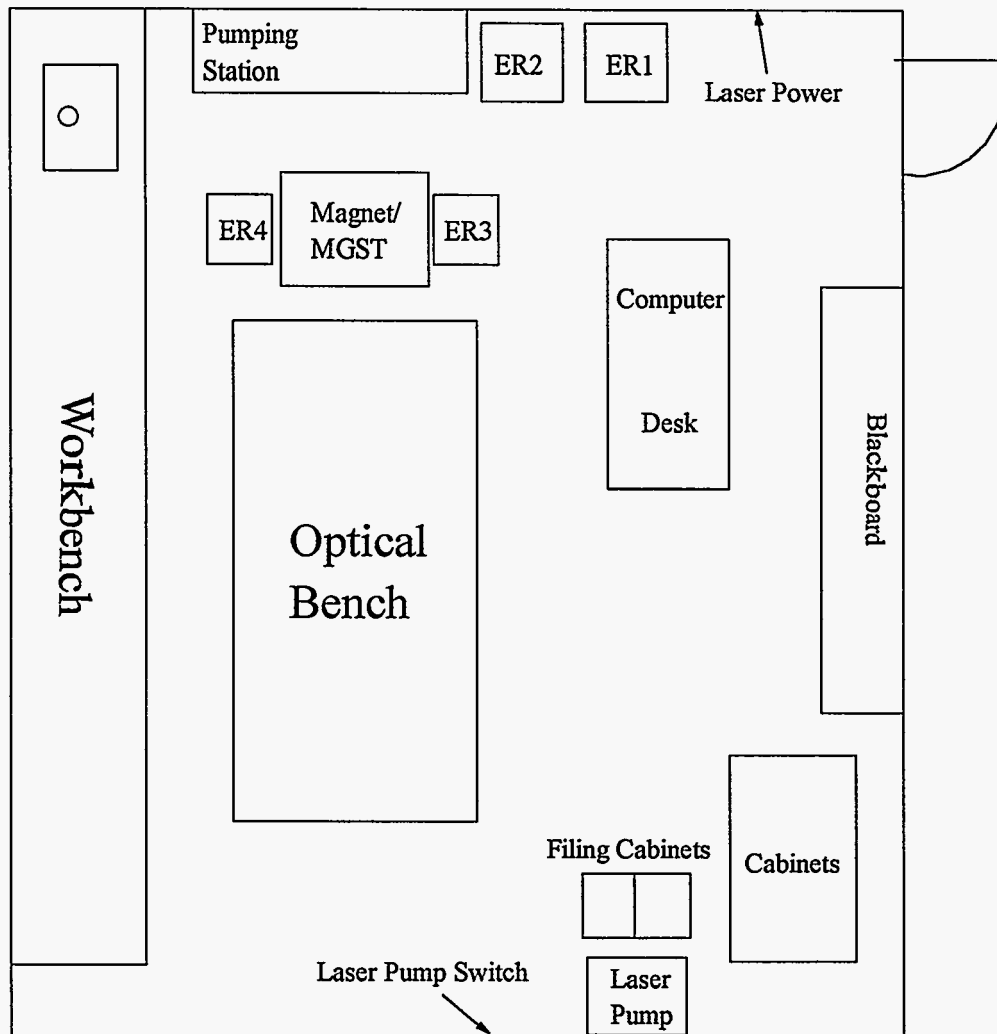 Pumping
Station
ER2
ER1
Laser Power
ER4
Magnet/
MGST
ER3
Computer
Desk
Workbench
Blackboard
Optical
Bench
Filing Cabinets
Cabinets
Laser Pump Switch
Laser
Pump